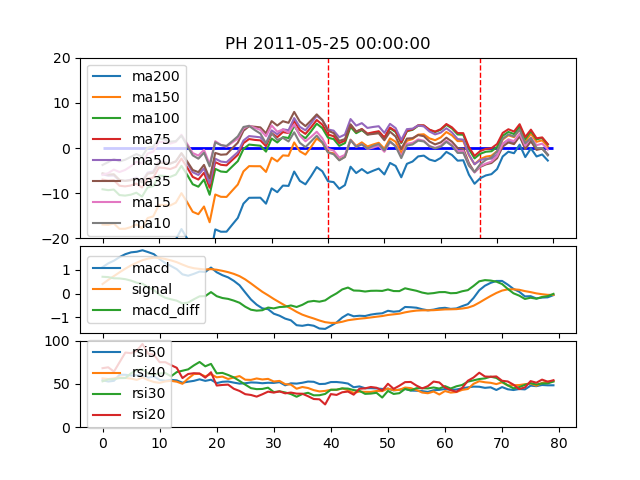 PH 2011-05-25 00:00:00
20
10
0
−10
−20
ma200
ma150
ma100
ma75
ma50
ma35
ma15
ma10
1
0
−1
macd
signal
macd_diff
100
50
0
rsi50
rsi40
rsi30
rsi20
0 10 20 30 40 50 60 70 80